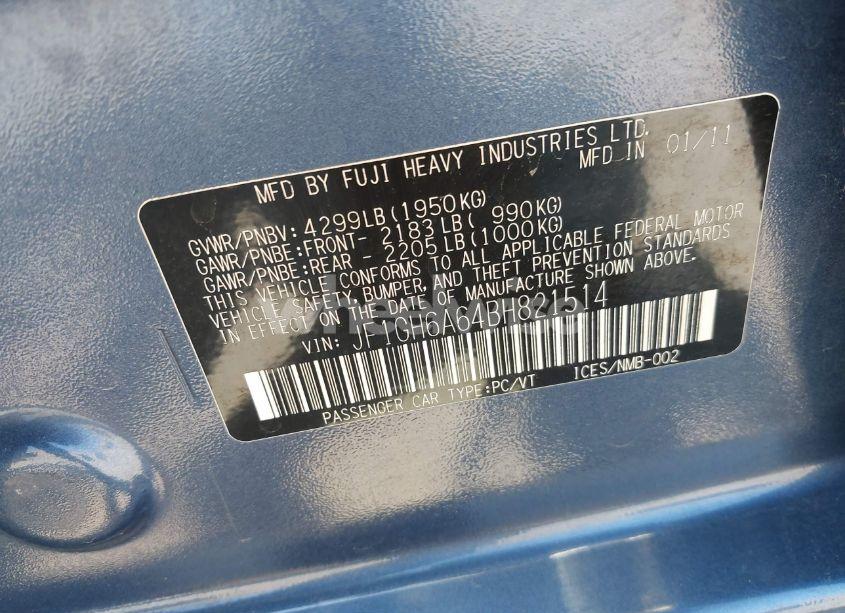 MFD BY FUJI HEAVY INDUSTRIES LTD.
MFD IN 01/11
GVWR/PNBV: 4299LB(1950KG)
GAWR/PNBE:FRONT- 2183LB( 990KG)
GAWR/PNBE:REAR - 2205LB(1000KG)
THIS VEHICLE CONFORMS TO ALL APPLICABLE FEDERAL MOTOR
VEHICLE SAFETY, BUMPER, AND THEFT PREVENTION STANDARDS
IN EFFECT ON THE DATE OF MANUFACTURE SHOWN ABOVE.
VIN: JF1GH6A64BH821514
PASSENGER CAR TYPE:PC/VT ICES/NMB-002